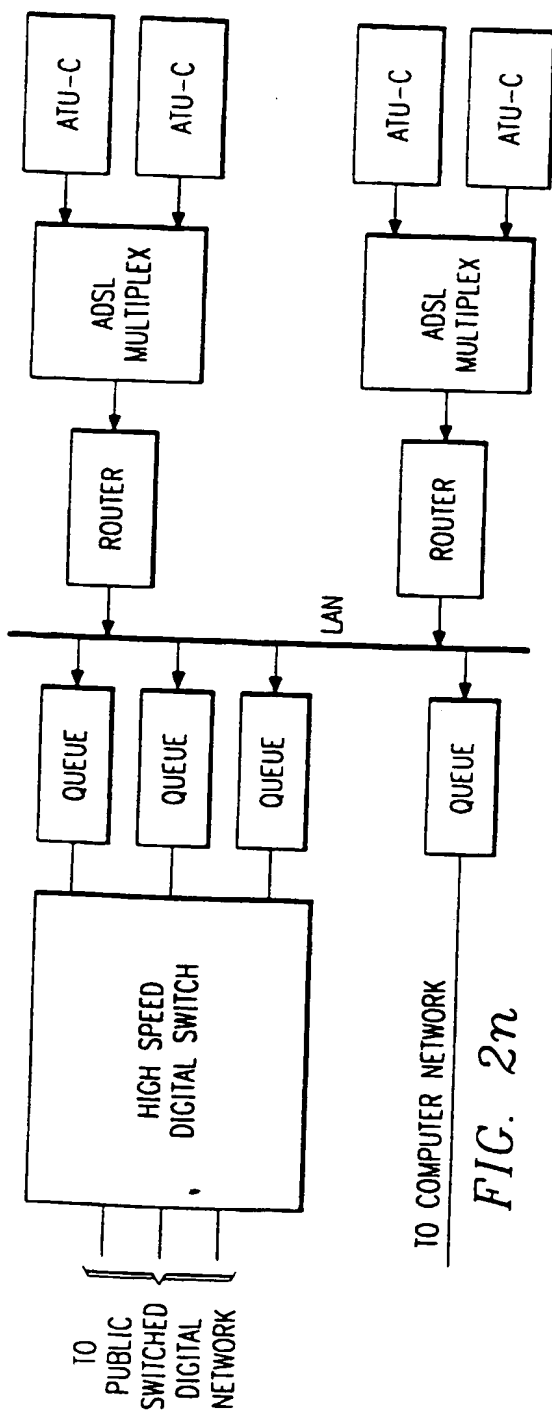 TO
PUBLIC
SWITCHED
DIGITAL
NETWORK
HIGH SPEED
DIGITAL SWITCH
QUEUE
QUEUE
QUEUE
ROUTER
ADSL
MULTIPLEX
ATU-C
ATU-C
LAN
TO COMPUTER NETWORK
QUEUE
ROUTER
ADSL
MULTIPLEX
ATU-C
ATU-C
FIG. 2n